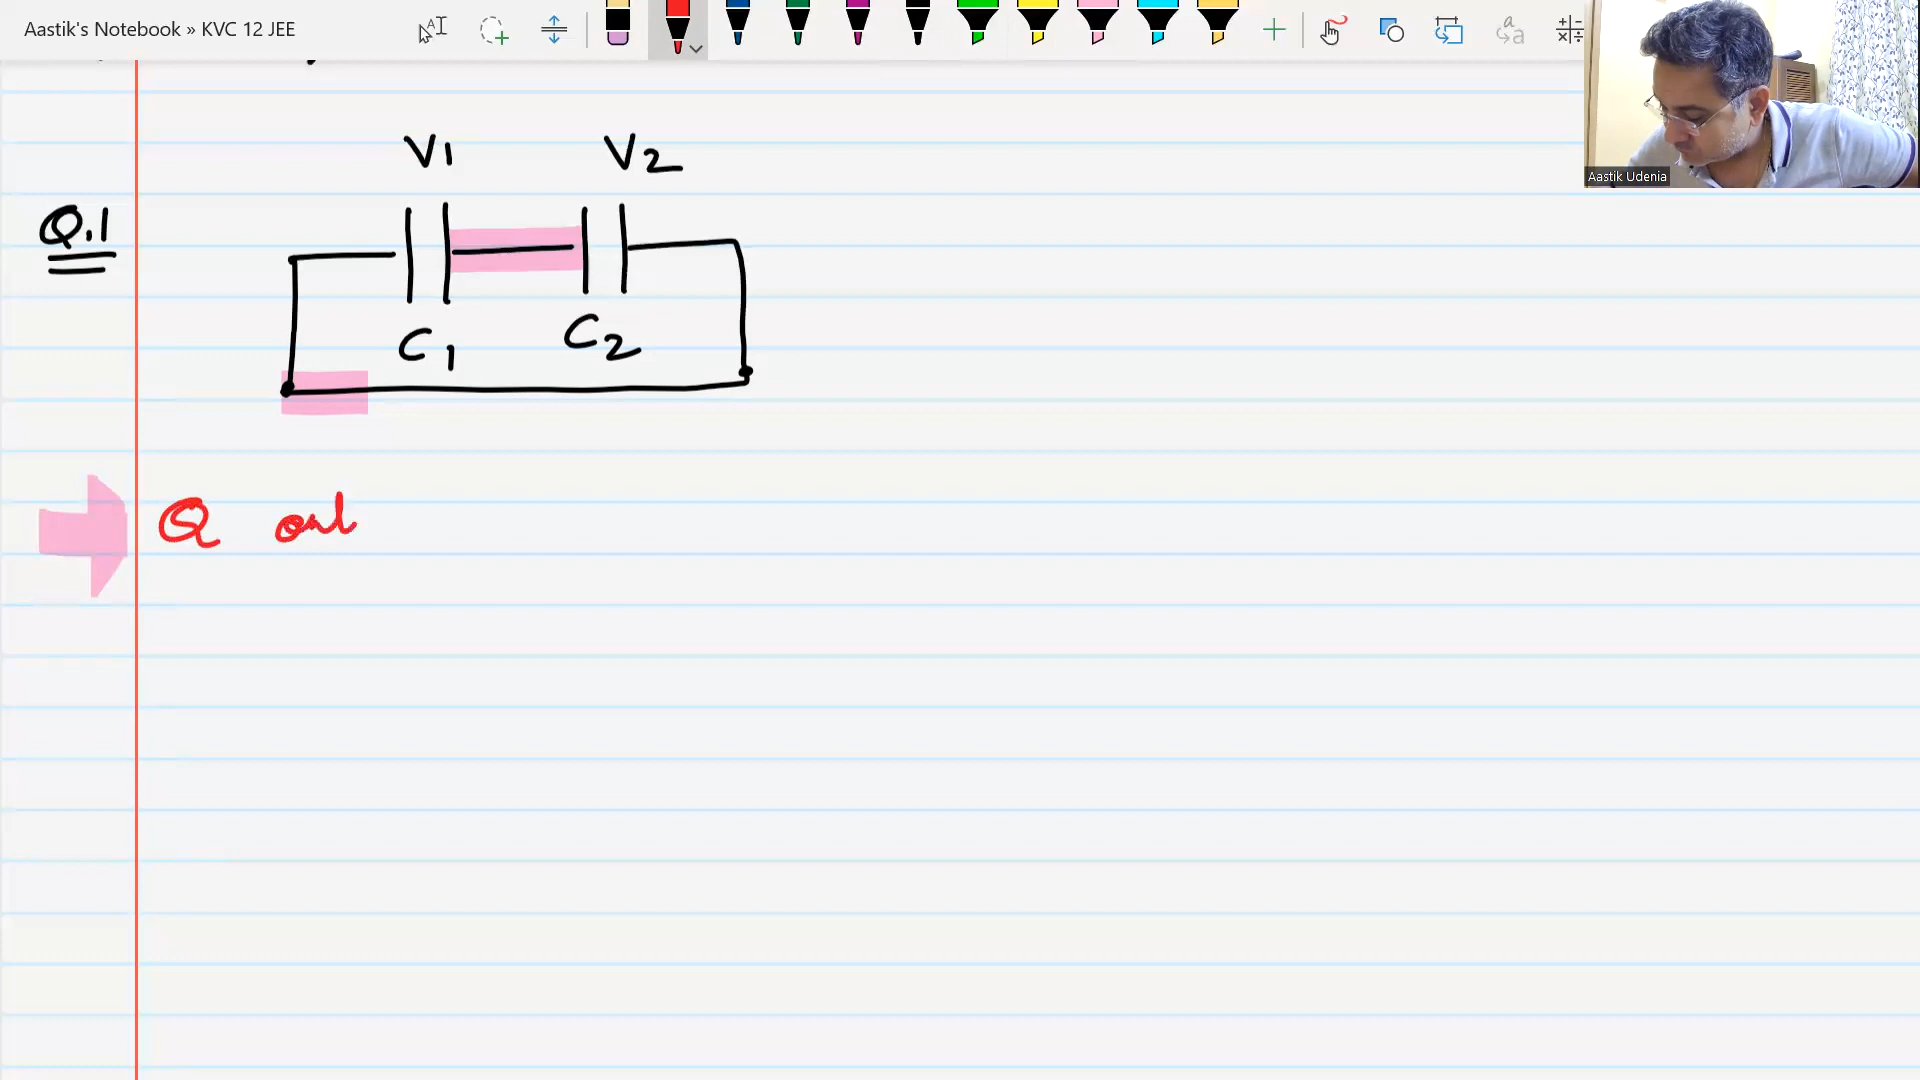 Aastik's Notebook » KVC 12 JEE
Aastik Udenia
V1 V2
Q.1
C1 C2
Q